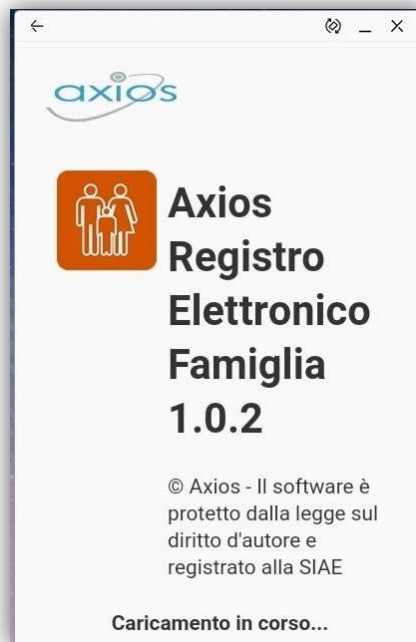 axios
Axios
Registro
Elettronico
Famiglia
1.0.2
© Axios - Il software è
protetto dalla legge sul
diritto d'autore e
registrato alla SIAE
Caricamento in corso...